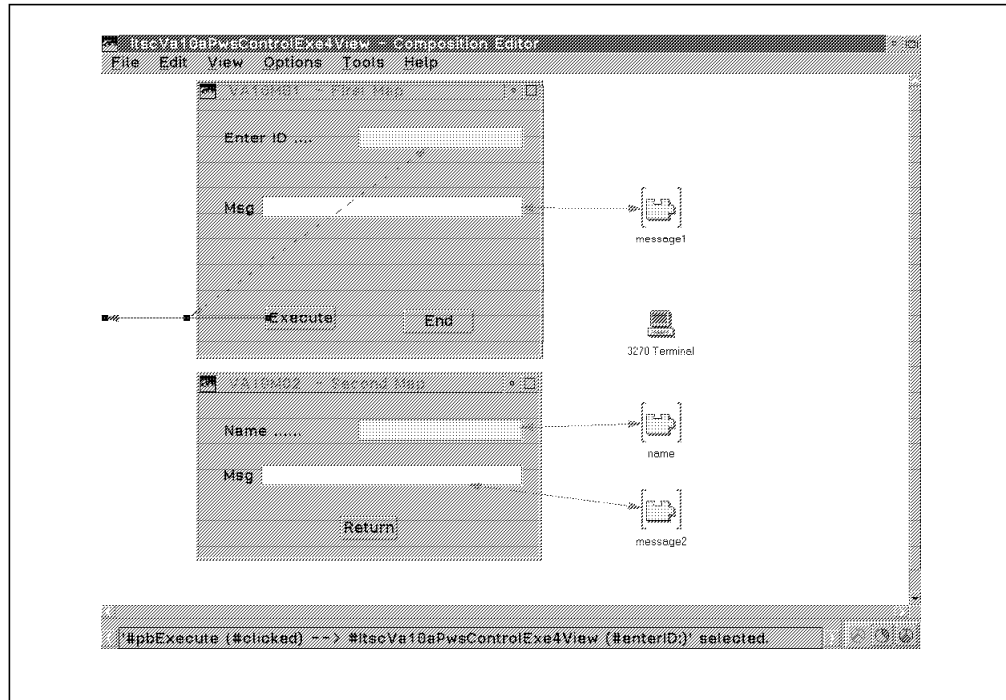 ItscVa10aPwsControlExe4View - Composition Editor
File Edit View Options Tools Help
VA10M01 - First Map
Enter ID ....
Msg
message1
Execute
End
3270 Terminal
VA10M02 - Second Map
Name ......
name
Msg
Return
message2
'#pbExecute (#clicked) --> #ItscVa10aPwsControlExe4View (#enterID:)' selected.